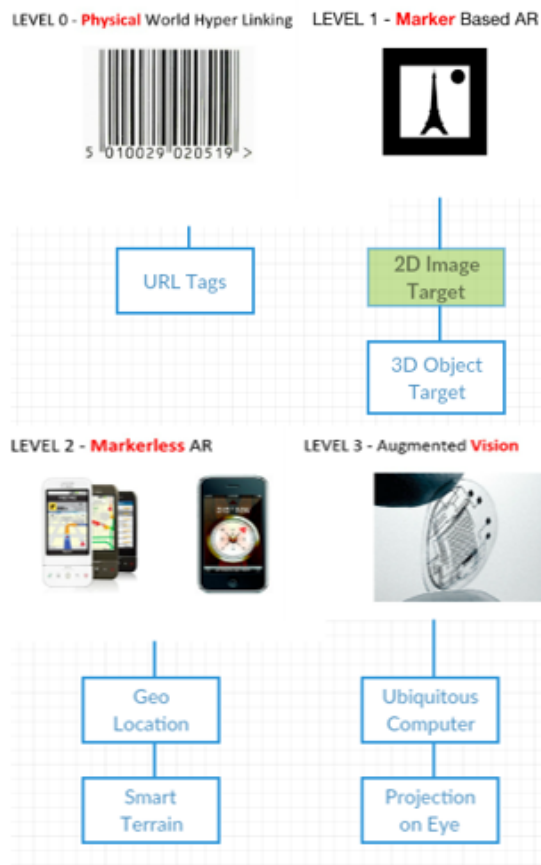 LEVEL 0 - Physical World Hyper Linking
LEVEL 1 - Marker Based AR
5 010029 020519 >
URL Tags
2D Image
Target
3D Object
Target
LEVEL 2 - Markerless AR
LEVEL 3 - Augmented Vision
Geo
Location
Smart
Terrain
Ubiquitous
Computer
Projection
on Eye